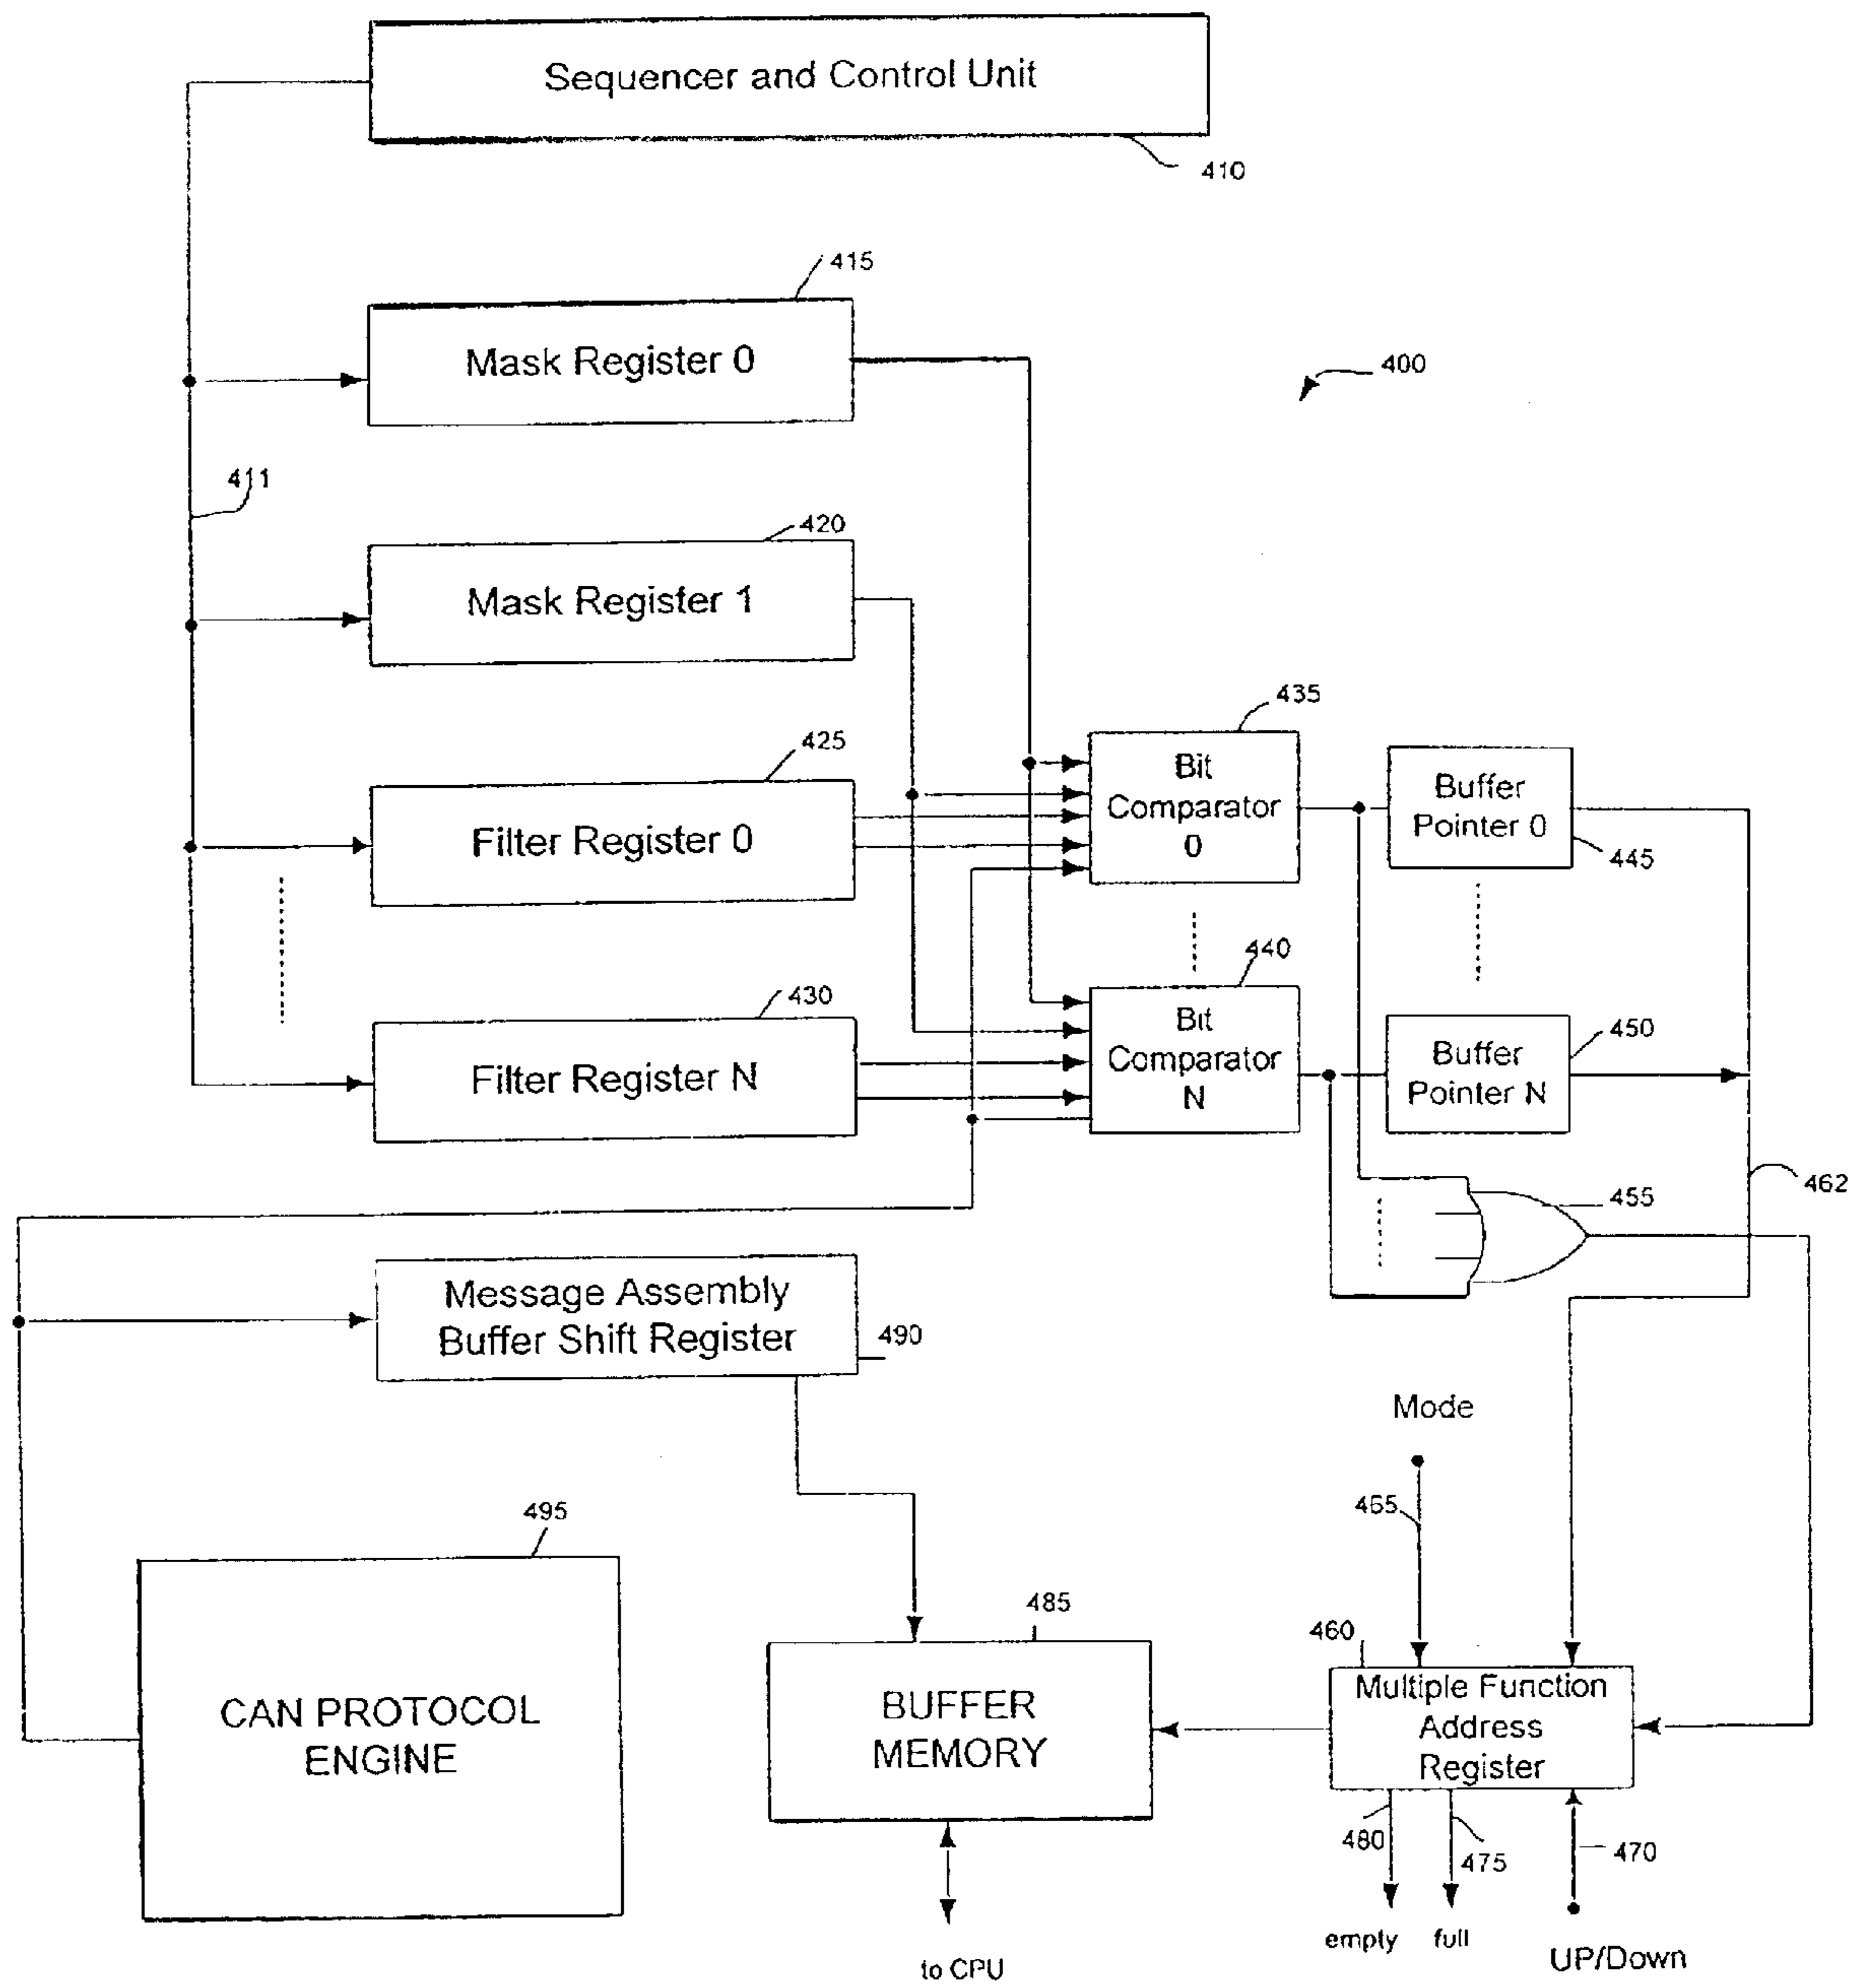 Sequencer and Control Unit
410
415
Mask Register 0
400
411
420
Mask Register 1
435
425
Bit
Comparator
0
Buffer
Pointer 0
Filter Register 0
445
440
430
Bit
Comparator
N
450
Buffer
Pointer N
Filter Register N
462
455
Message Assembly
Buffer Shift Register
490
Mode
465
495
485
460
CAN PROTOCOL
ENGINE
BUFFER
MEMORY
Multiple Function
Address
Register
480
475
470
empty
full
UP/Down
to CPU